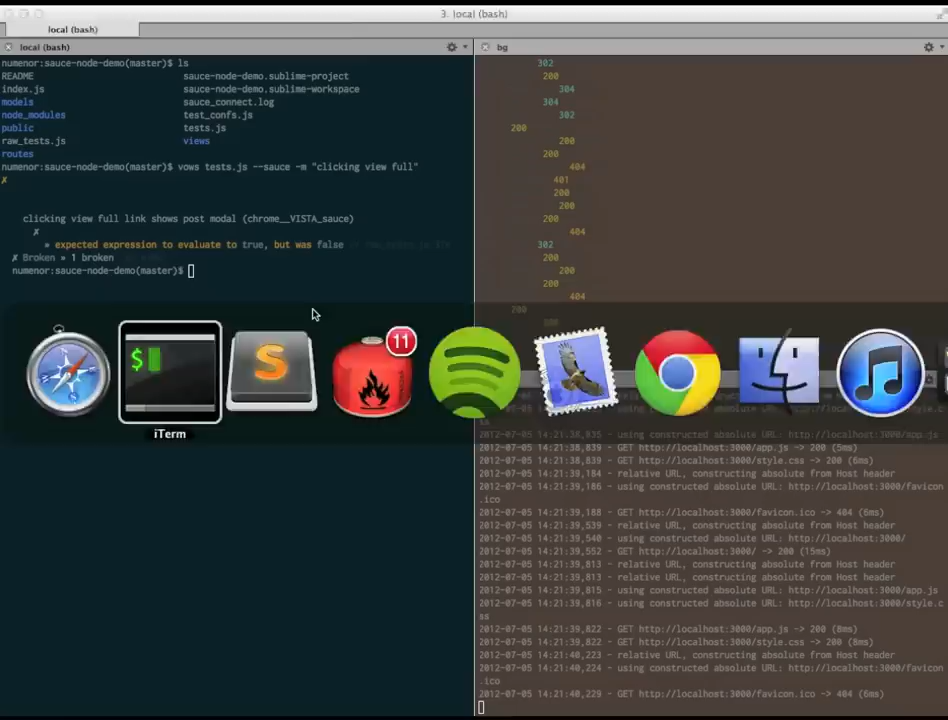 3. local (bash)
local (bash)
local (bash)
numenor:sauce-node-demo(master)$ ls
README sauce-node-demo.sublime-project
index.js sauce-node-demo.sublime-workspace
models sauce_connect.log
node_modules test_confs.js
public tests.js
raw_tests.js views
routes
numenor:sauce-node-demo(master)$ vows tests.js --sauce -m "clicking view full"
✗
clicking view full link shows post modal (chrome__VISTA_sauce)
✗
» expected expression to evaluate to true, but was false
✗ Broken » 1 broken
numenor:sauce-node-demo(master)$
bg
302
200
304
304
302
200
200
200
404
401
200
200
200
404
302
200
200
200
404
200
$
S
11
iTerm
2012-07-05 14:21:38,835 - using constructed absolute URL: http://localhost:3000/app.js
2012-07-05 14:21:38,839 - GET http://localhost:3000/app.js -> 200 (5ms)
2012-07-05 14:21:38,839 - GET http://localhost:3000/style.css -> 200 (6ms)
2012-07-05 14:21:39,184 - relative URL, constructing absolute from Host header
2012-07-05 14:21:39,186 - using constructed absolute URL: http://localhost:3000/favicon
.ico
2012-07-05 14:21:39,188 - GET http://localhost:3000/favicon.ico -> 404 (6ms)
2012-07-05 14:21:39,539 - relative URL, constructing absolute from Host header
2012-07-05 14:21:39,540 - using constructed absolute URL: http://localhost:3000/
2012-07-05 14:21:39,552 - GET http://localhost:3000/ -> 200 (15ms)
2012-07-05 14:21:39,813 - relative URL, constructing absolute from Host header
2012-07-05 14:21:39,813 - relative URL, constructing absolute from Host header
2012-07-05 14:21:39,815 - using constructed absolute URL: http://localhost:3000/app.js
2012-07-05 14:21:39,816 - using constructed absolute URL: http://localhost:3000/style.c
ss
2012-07-05 14:21:39,822 - GET http://localhost:3000/app.js -> 200 (8ms)
2012-07-05 14:21:39,822 - GET http://localhost:3000/style.css -> 200 (8ms)
2012-07-05 14:21:40,223 - relative URL, constructing absolute from Host header
2012-07-05 14:21:40,224 - using constructed absolute URL: http://localhost:3000/favicon
.ico
2012-07-05 14:21:40,229 - GET http://localhost:3000/favicon.ico -> 404 (6ms)